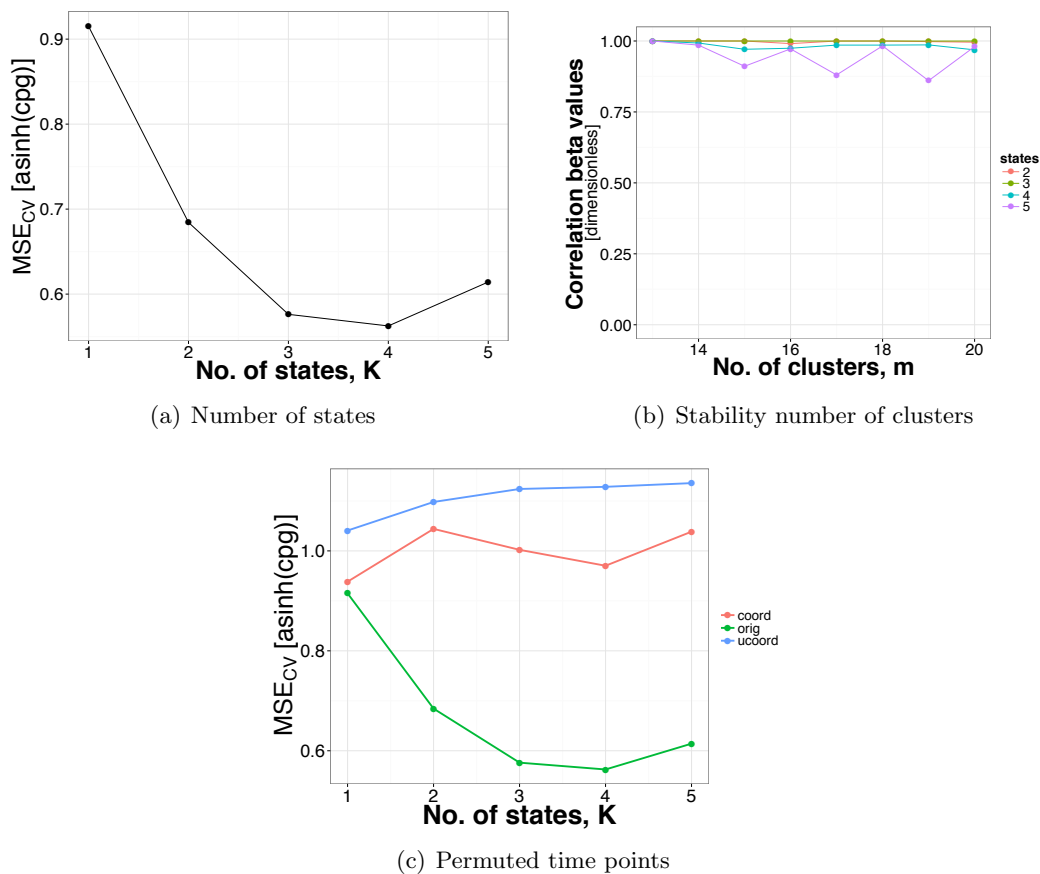 MSE_CV [asinh(cpg)]
0.9
0.8
0.7
0.6
1 2 3 4 5
No. of states, K
(a) Number of states
Correlation beta values
[dimensionless]
1.00
0.75
0.50
0.25
0.00
14 16 18 20
No. of clusters, m
states
2
3
4
5
(b) Stability number of clusters
MSE_CV [asinh(cpg)]
1.0
0.8
0.6
1 2 3 4 5
No. of states, K
coord
orig
ucoord
(c) Permuted time points